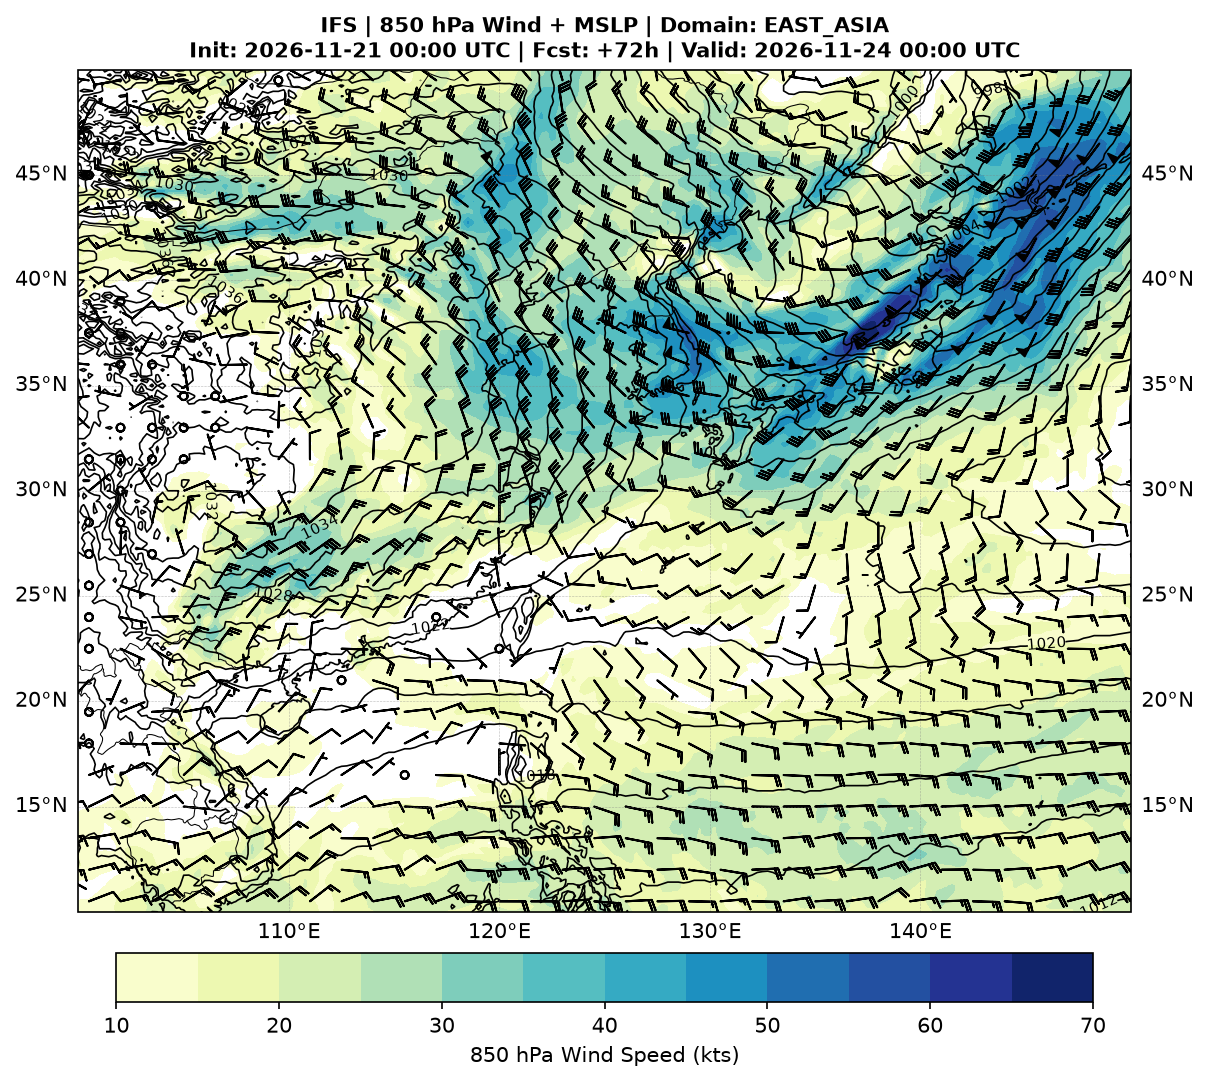 IFS | 850 hPa Wind + MSLP | Domain: EAST_ASIA
Init: 2026-11-21 00:00 UTC | Fcst: +72h | Valid: 2026-11-24 00:00 UTC
45°N
40°N
35°N
30°N
25°N
20°N
15°N
45°N
40°N
35°N
30°N
25°N
20°N
15°N
1030
1030
1036
1004
1034
1028
1022
1020
1018
1012
110°E 120°E 130°E 140°E
10 20 30 40 50 60 70
850 hPa Wind Speed (kts)